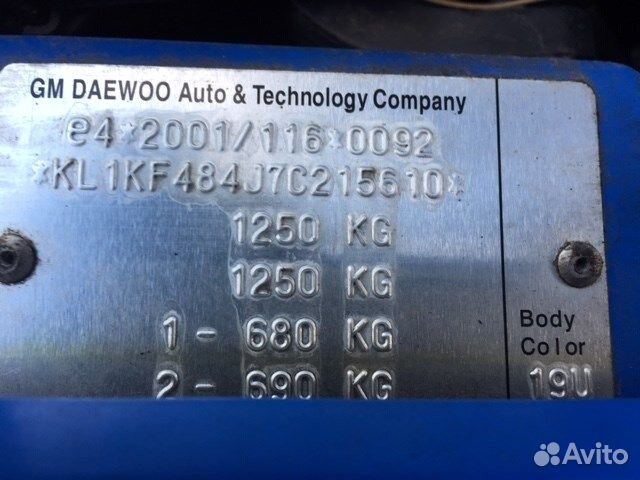 GM DAEWOO Auto & Technology Company
e4*2001/116*0092
*KL1KF484J7C215610*
1250 KG
1250 KG
1- 680 KG
2- 690 KG
Body
Color
19U
Avito